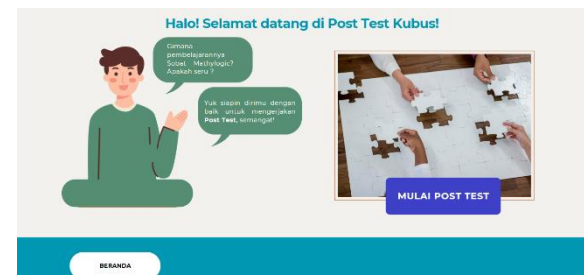 Halo! Selamat datang di Post Test Kubus!
Gimana
pembelajarannya
Sobat Methylogic?
Apakah seru ?
Yuk siapin dirimu dengan
baik untuk mengerjakan
Post Test, semangat!
MULAI POST TEST
BERANDA